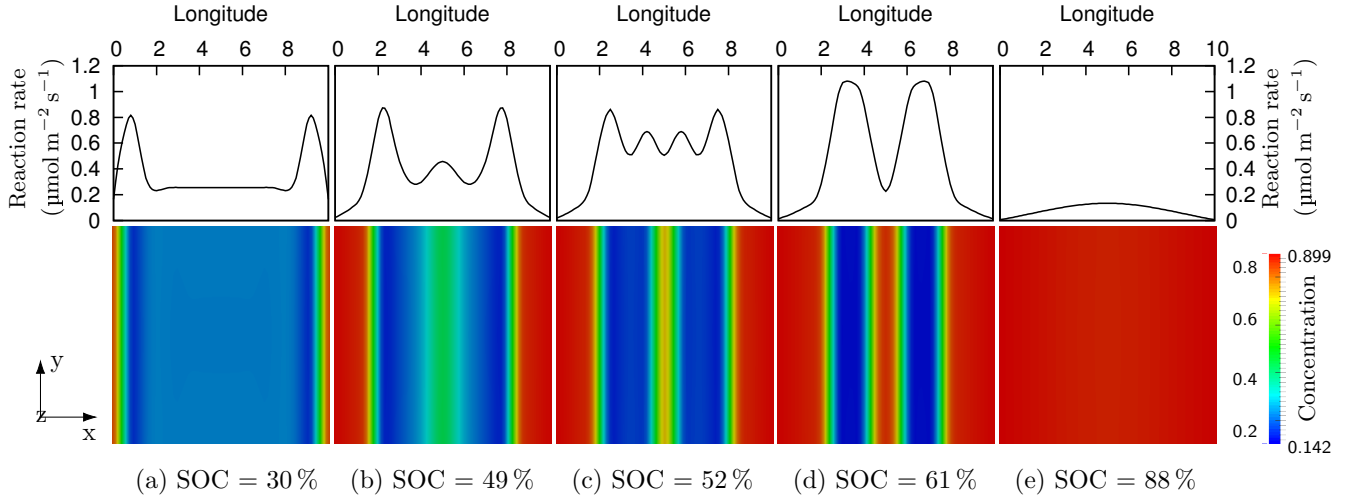 Longitude Longitude Longitude Longitude Longitude
0 2 4 6 8 0 2 4 6 8 0 2 4 6 8 0 2 4 6 8 0 2 4 6 8 10
Reaction rate
(µmol m⁻² s⁻¹)
1.2
1
0.8
0.6
0.4
0.2
0
1.2
1
0.8
0.6
0.4
0.2
0
Reaction rate
(µmol m⁻² s⁻¹)
y
z
x
0.8
0.6
0.4
0.2
0.899
0.142
Concentration
(a) SOC = 30 % (b) SOC = 49 % (c) SOC = 52 % (d) SOC = 61 % (e) SOC = 88 %